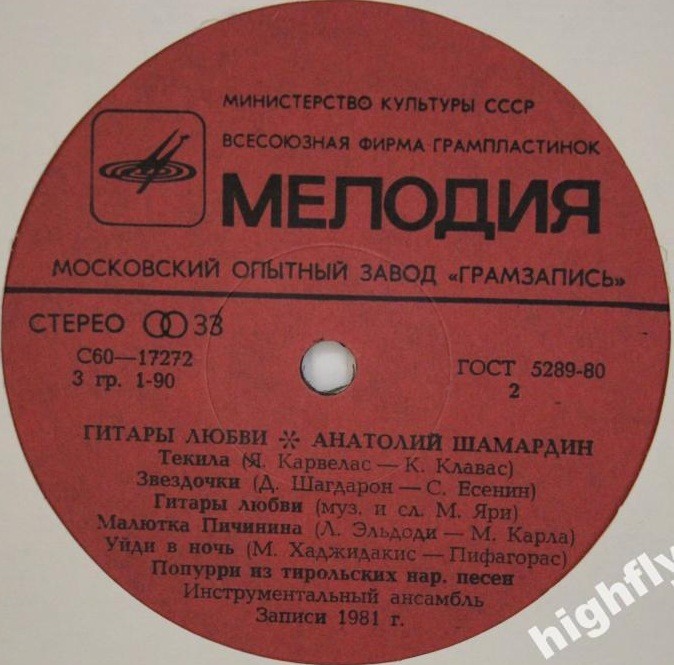 МИНИСТЕРСТВО КУЛЬТУРЫ СССР
ВСЕСОЮЗНАЯ ФИРМА ГРАМПЛАСТИНОК
МЕЛОДИЯ
МОСКОВСКИЙ ОПЫТНЫЙ ЗАВОД «ГРАМЗАПИСЬ»
СТЕРЕО 33
С60—17272
3 гр. 1-90
ГОСТ 5289-80
2
ГИТАРЫ ЛЮБВИ ※ АНАТОЛИЙ ШАМАРДИН
Текила (Я. Карвелас — К. Клавас)
Звездочки (Д. Шагдарон — С. Есенин)
Гитары любви (муз. и сл. М. Яри)
Малютка Пичинина (Л. Эльдоди — М. Карла)
Уйди в ночь (М. Хаджидакис — Пифагорас)
Попурри из тирольских нар. песен
Инструментальный ансамбль
Записи 1981 г.
highfly